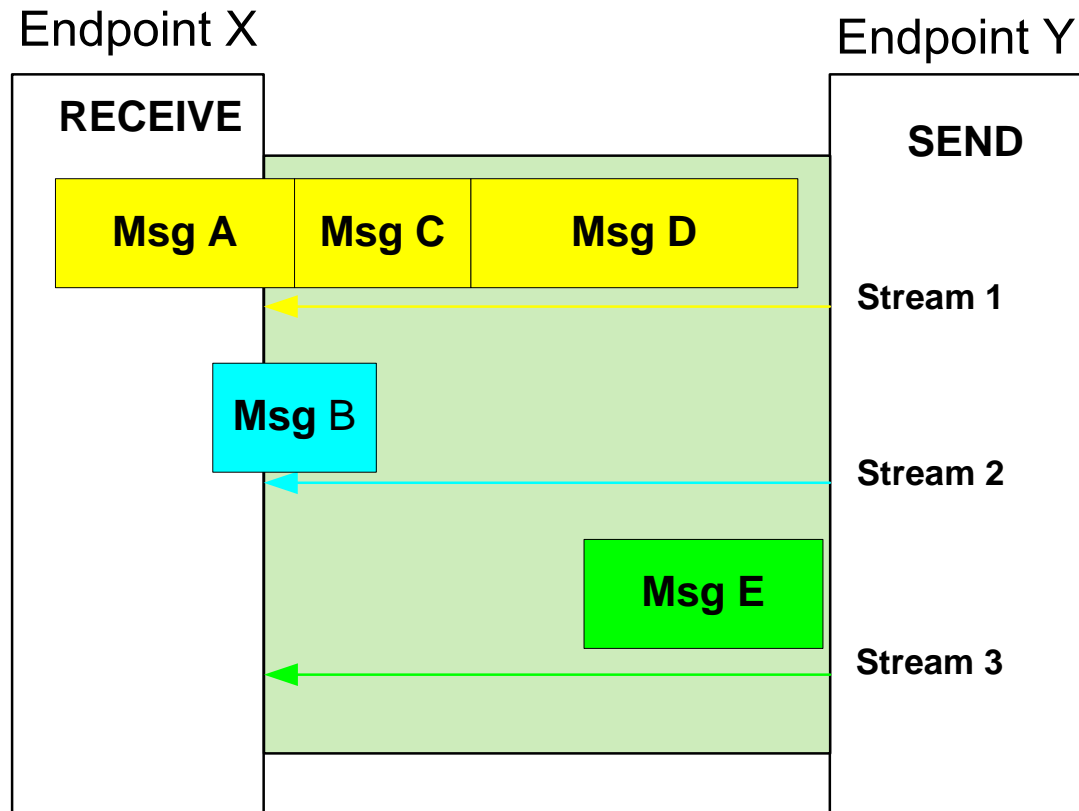 Endpoint X
Endpoint Y
RECEIVE
SEND
Msg A
Msg C
Msg D
Stream 1
Msg B
Stream 2
Msg E
Stream 3